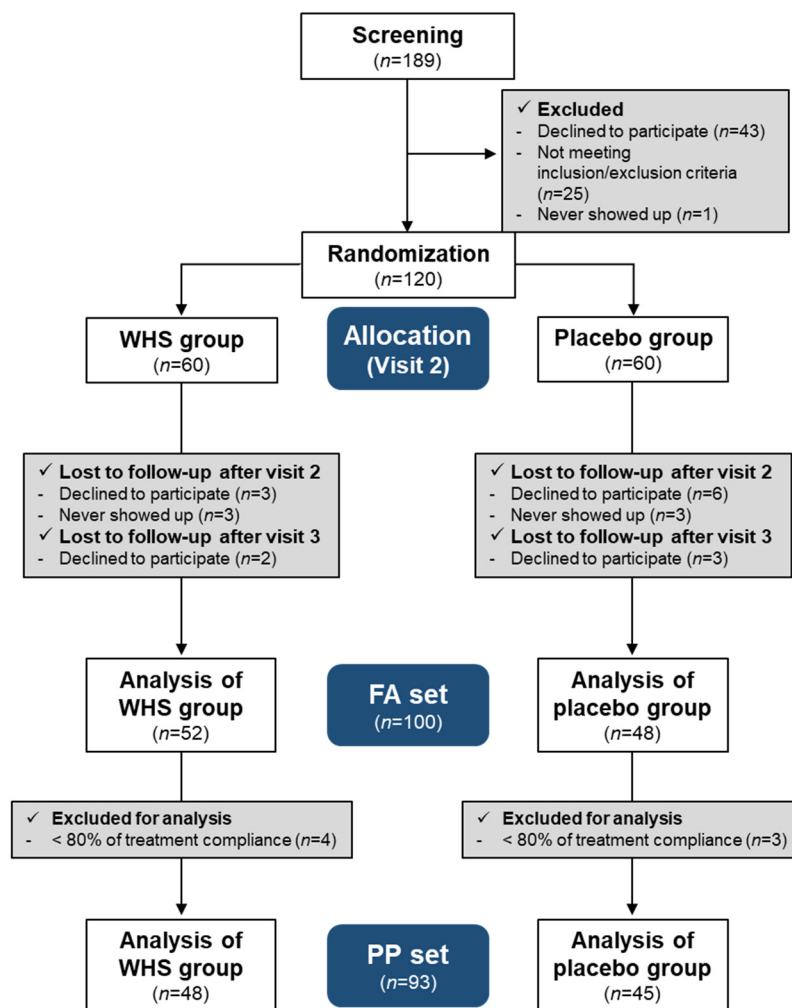 Screening
(n=189)
✓ Excluded
- Declined to participate (n=43)
- Not meeting
inclusion/exclusion criteria
(n=25)
- Never showed up (n=1)
Randomization
(n=120)
WHS group
(n=60)
Allocation
(Visit 2)
Placebo group
(n=60)
✓ Lost to follow-up after visit 2
- Declined to participate (n=3)
- Never showed up (n=3)
✓ Lost to follow-up after visit 3
- Declined to participate (n=2)
✓ Lost to follow-up after visit 2
- Declined to participate (n=6)
- Never showed up (n=3)
✓ Lost to follow-up after visit 3
- Declined to participate (n=3)
Analysis of
WHS group
(n=52)
FA set
(n=100)
Analysis of
placebo group
(n=48)
✓ Excluded for analysis
- < 80% of treatment compliance (n=4)
✓ Excluded for analysis
- < 80% of treatment compliance (n=3)
Analysis of
WHS group
(n=48)
PP set
(n=93)
Analysis of
placebo group
(n=45)